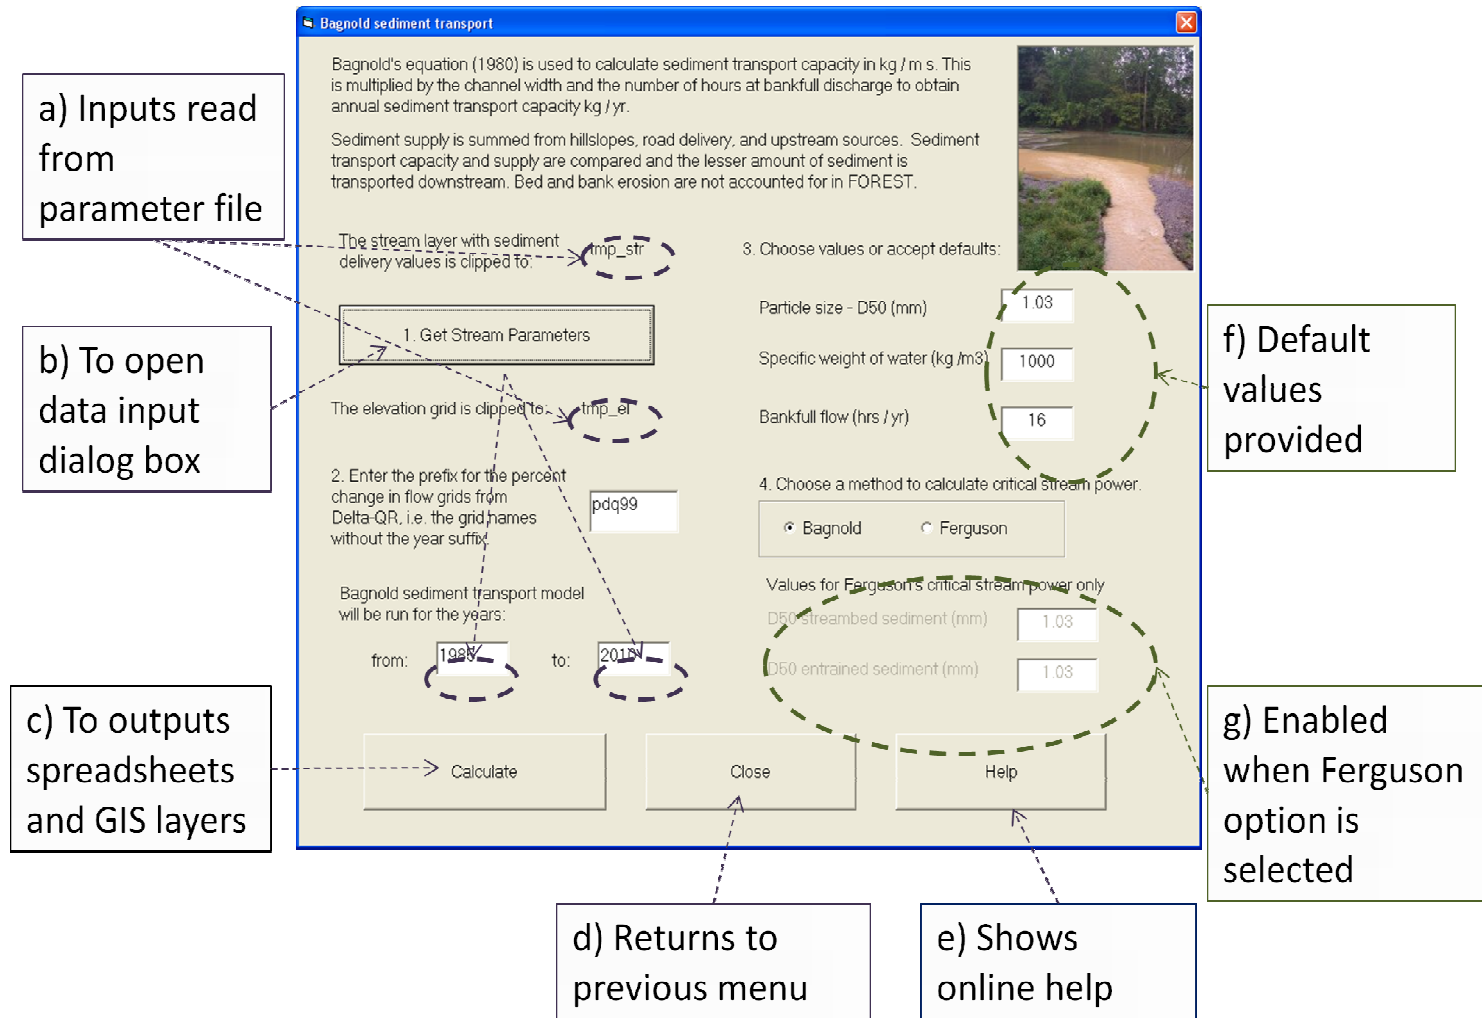 Bagnold sediment transport
Bagnold's equation (1980) is used to calculate sediment transport capacity in kg / m s. This
is multiplied by the channel width and the number of hours at bankfull discharge to obtain
annual sediment transport capacity kg / yr.
Sediment supply is summed from hillslopes, road delivery, and upstream sources. Sediment
transport capacity and supply are compared and the lesser amount of sediment is
transported downstream. Bed and bank erosion are not accounted for in FOREST.
The stream layer with sediment
delivery values is clipped to:
tmp_str
1. Get Stream Parameters
The elevation grid is clipped to:
tmp_el
2. Enter the prefix for the percent
change in flow grids from
Delta-QR, i.e. the grid names
without the year suffix.
pdq99
Bagnold sediment transport model
will be run for the years:
from:
1985
to:
2010
3. Choose values or accept defaults:
Particle size - D50 (mm)
1.03
Specific weight of water (kg /m3)
1000
Bankfull flow (hrs / yr)
16
4. Choose a method to calculate critical stream power.
Bagnold
Ferguson
Values for Ferguson's critical stream power only
D50 streambed sediment (mm)
1.03
D50 entrained sediment (mm)
1.03
Calculate
Close
Help
a) Inputs read
from
parameter file
b) To open
data input
dialog box
c) To outputs
spreadsheets
and GIS layers
d) Returns to
previous menu
e) Shows
online help
f) Default
values
provided
g) Enabled
when Ferguson
option is
selected